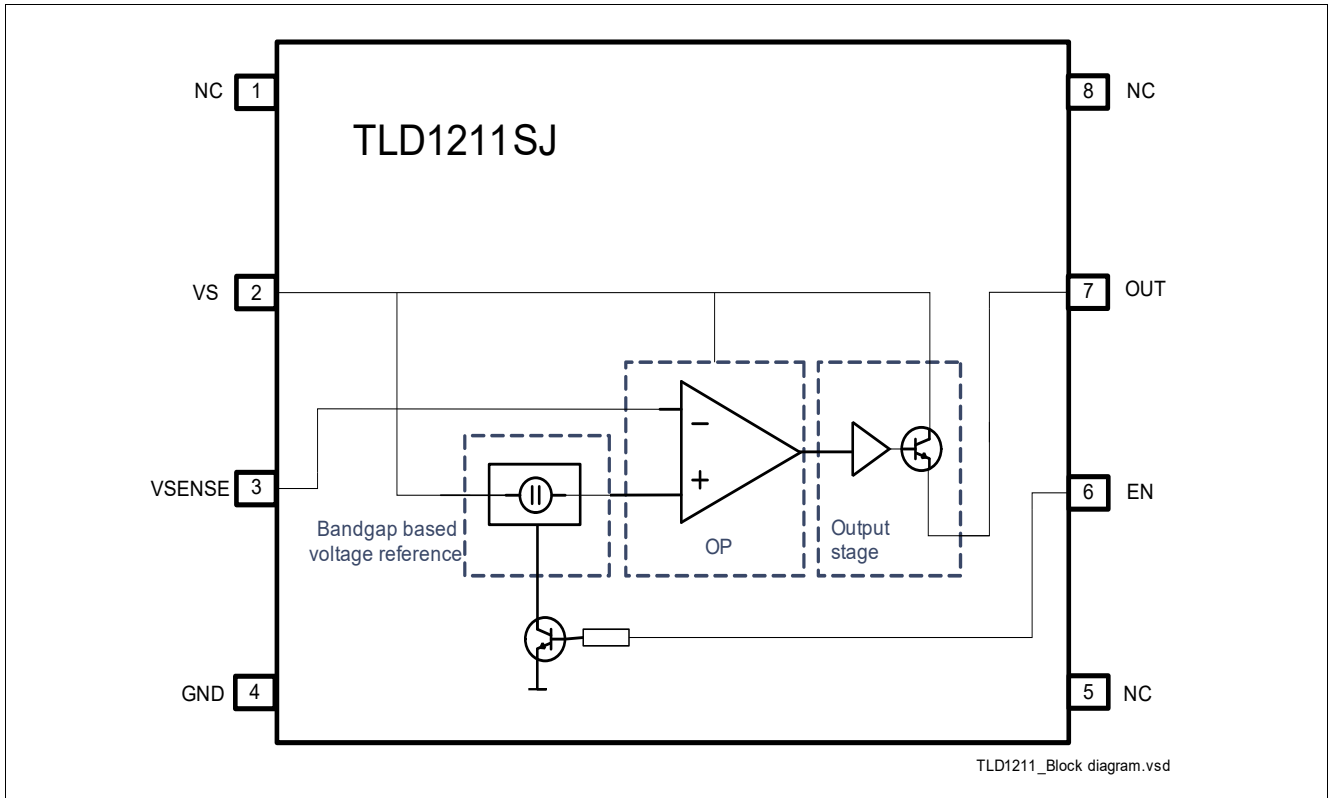 NC 1
8 NC
TLD1211SJ
VS 2
7 OUT
VSENSE 3
6 EN
−
+
Bandgap based
voltage reference
OP
Output
stage
GND 4
5 NC
TLD1211_Block diagram.vsd